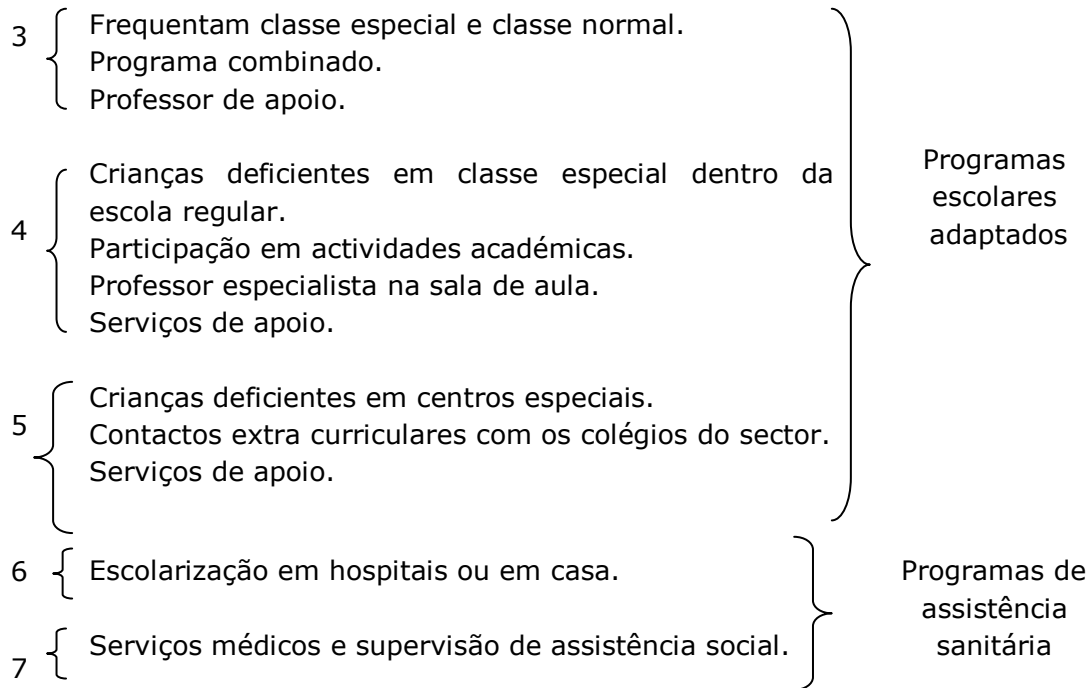 3
Frequentam classe especial e classe normal.
Programa combinado.
Professor de apoio.
4
Crianças deficientes em classe especial dentro da
escola regular.
Participação em actividades académicas.
Professor especialista na sala de aula.
Serviços de apoio.
Programas
escolares
adaptados
5
Crianças deficientes em centros especiais.
Contactos extra curriculares com os colégios do sector.
Serviços de apoio.
6
Escolarização em hospitais ou em casa.
7
Serviços médicos e supervisão de assistência social.
Programas de
assistência
sanitária